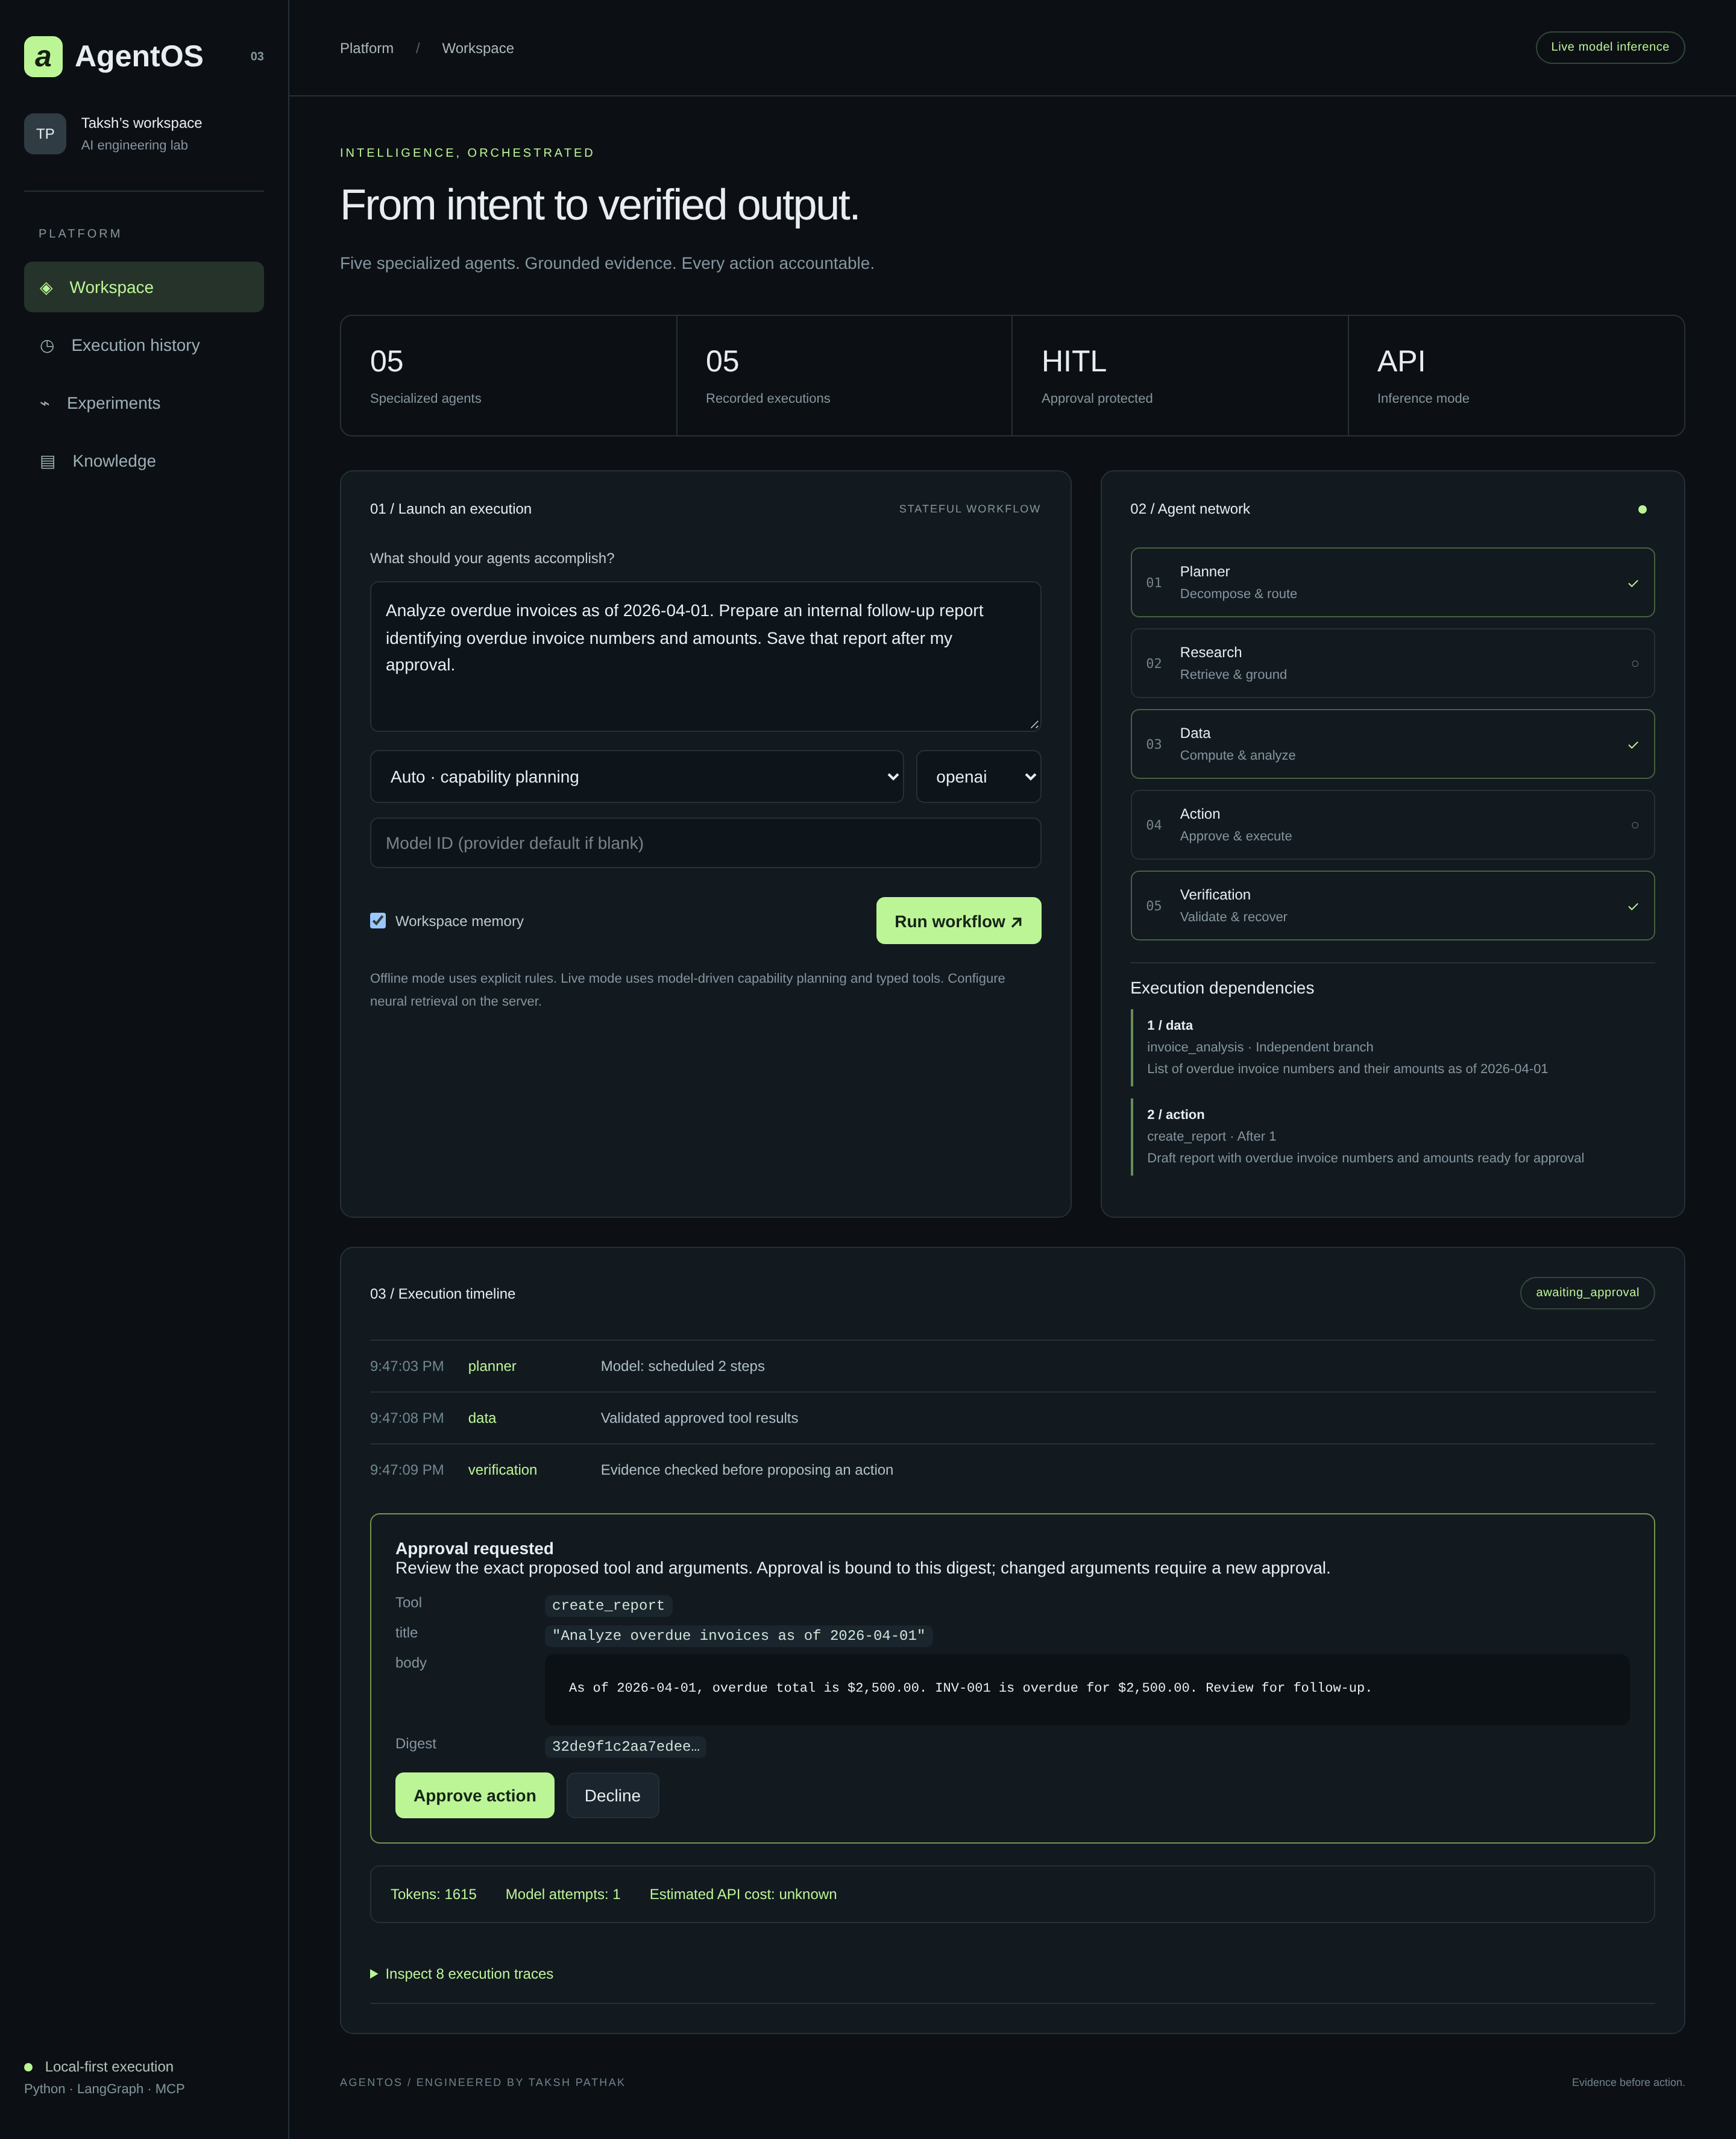 a AgentOS 03
TP
Taksh's workspace
AI engineering lab
PLATFORM
Workspace
Execution history
Experiments
Knowledge
Local-first execution
Python · LangGraph · MCP
Platform / Workspace
Live model inference
INTELLIGENCE, ORCHESTRATED
From intent to verified output.
Five specialized agents. Grounded evidence. Every action accountable.
05
Specialized agents
05
Recorded executions
HITL
Approval protected
API
Inference mode
01 / Launch an execution
STATEFUL WORKFLOW
What should your agents accomplish?
Analyze overdue invoices as of 2026-04-01. Prepare an internal follow-up report
identifying overdue invoice numbers and amounts. Save that report after my
approval.
Auto · capability planning
openai
Model ID (provider default if blank)
Workspace memory
Run workflow ↗
Offline mode uses explicit rules. Live mode uses model-driven capability planning and typed tools. Configure
neural retrieval on the server.
02 / Agent network
01
Planner
Decompose & route
✓
02
Research
Retrieve & ground
○
03
Data
Compute & analyze
✓
04
Action
Approve & execute
○
05
Verification
Validate & recover
✓
Execution dependencies
1 / data
invoice_analysis · Independent branch
List of overdue invoice numbers and their amounts as of 2026-04-01
2 / action
create_report · After 1
Draft report with overdue invoice numbers and amounts ready for approval
03 / Execution timeline
awaiting_approval
9:47:03 PM planner Model: scheduled 2 steps
9:47:08 PM data Validated approved tool results
9:47:09 PM verification Evidence checked before proposing an action
Approval requested
Review the exact proposed tool and arguments. Approval is bound to this digest; changed arguments require a new approval.
Tool create_report
title "Analyze overdue invoices as of 2026-04-01"
body As of 2026-04-01, overdue total is $2,500.00. INV-001 is overdue for $2,500.00. Review for follow-up.
Digest 32de9f1c2aa7edee…
Approve action
Decline
Tokens: 1615 Model attempts: 1 Estimated API cost: unknown
Inspect 8 execution traces
AGENTOS / ENGINEERED BY TAKSH PATHAK
Evidence before action.